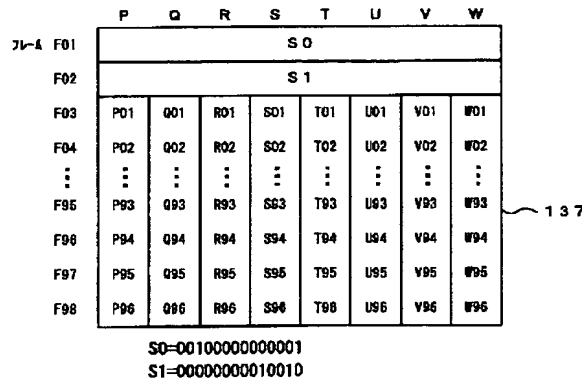 P Q R S T U V W
フレーム F01 S0
F02 S1
F03 P01 Q01 R01 S01 T01 U01 V01 W01
F04 P02 Q02 R02 S02 T02 U02 V02 W02
⋮ ⋮ ⋮ ⋮ ⋮ ⋮ ⋮ ⋮ ⋮
F95 P93 Q93 R93 S93 T93 U93 V93 W93 137
F96 P94 Q94 R94 S94 T94 U94 V94 W94
F97 P95 Q95 R95 S95 T95 U95 V95 W95
F98 P96 Q96 R96 S96 T96 U96 V96 W96
S0=00100000000001
S1=00000000010010